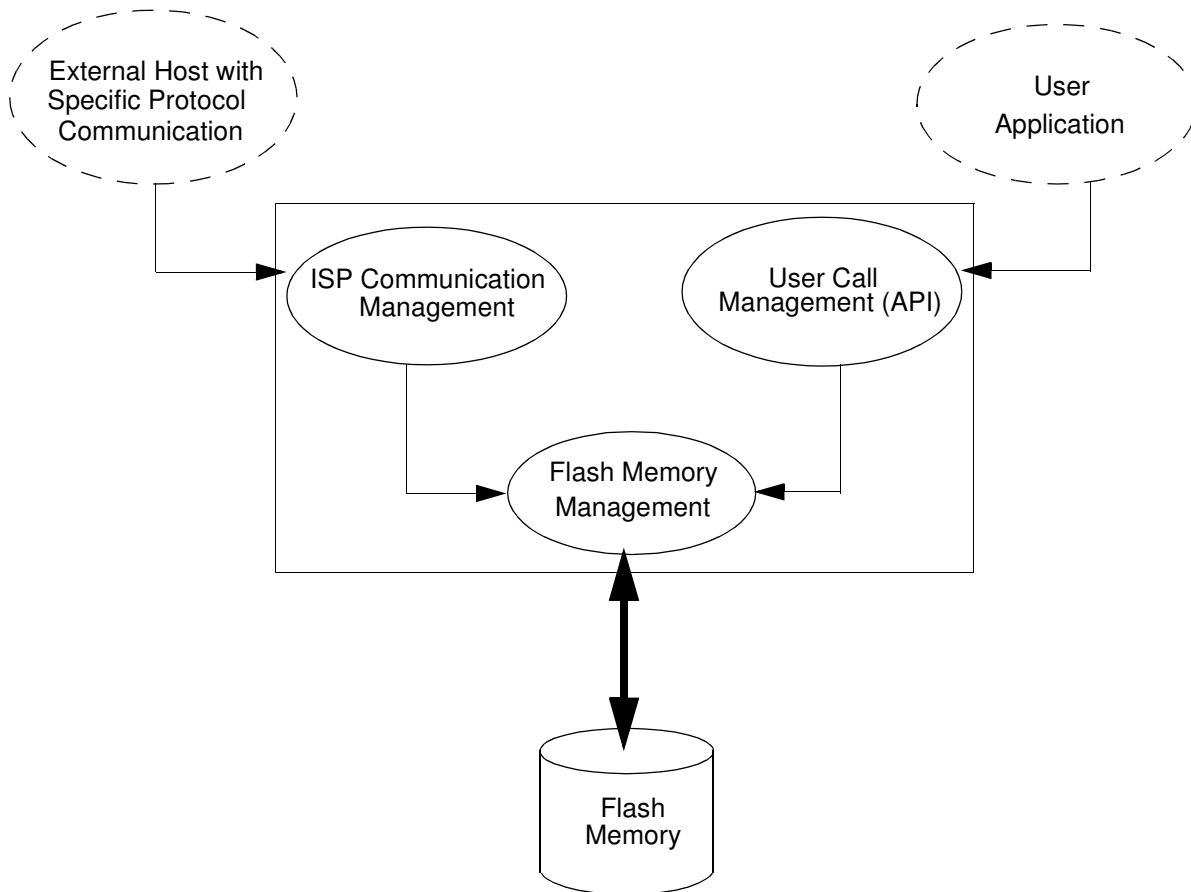 External Host with
Specific Protocol
Communication
User
Application
ISP Communication
Management
User Call
Management (API)
Flash Memory
Management
Flash
Memory